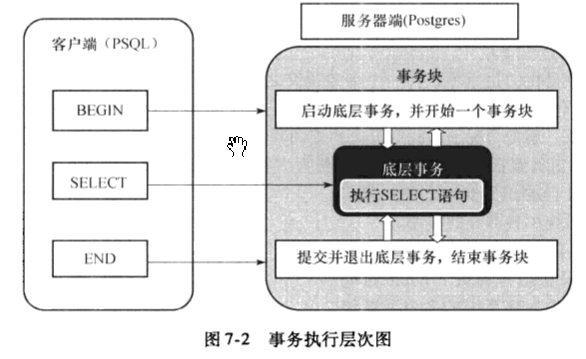 服务器端(Postgres)
客户端（PSQL）
事务块
BEGIN
启动底层事务，并开始一个事务块
底层事务
SELECT
执行SELECT语句
END
提交并退出底层事务，结束事务块
图 7-2 事务执行层次图